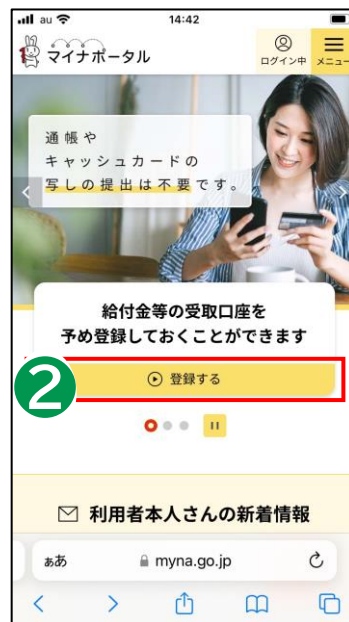 au 14:42
マイナポータル
ログイン中 メニュー
通帳や
キャッシュカードの
写しの提出は不要です。
給付金等の受取口座を
予め登録しておくことができます
2 登録する
利用者本人さんの新着情報
ぁあ myna.go.jp